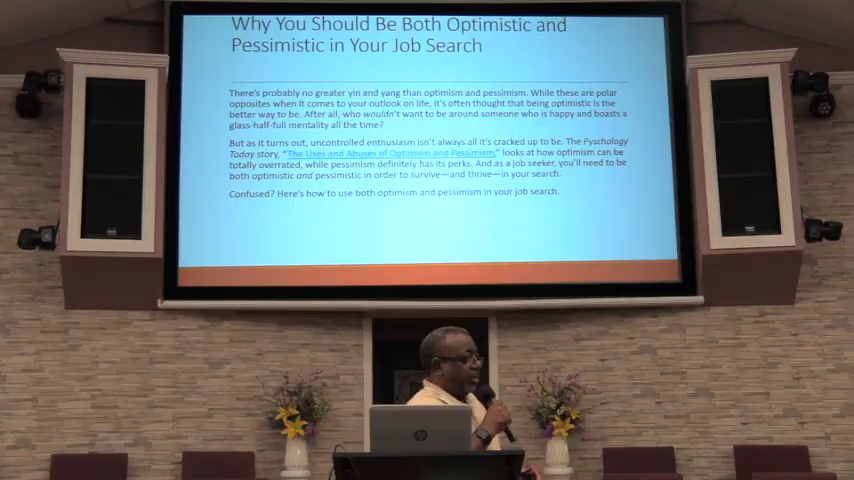 Why You Should Be Both Optimistic and
Pessimistic in Your Job Search
There's probably no greater yin and yang than optimism and pessimism. While these are polar
opposites when it comes to your outlook on life, it's often thought that being optimistic is the
better way to be. After all, who wouldn't want to be around someone who is happy and boasts a
glass-half-full mentality all the time?
But as it turns out, uncontrolled enthusiasm isn't always all it's cracked up to be. The Pyschology
Today story, "The Uses and Abuses of Optimism and Pessimism," looks at how optimism can be
totally overrated, while pessimism definitely has its perks. And as a job seeker, you'll need to be
both optimistic and pessimistic in order to survive—and thrive—in your search.
Confused? Here's how to use both optimism and pessimism in your job search.
hp